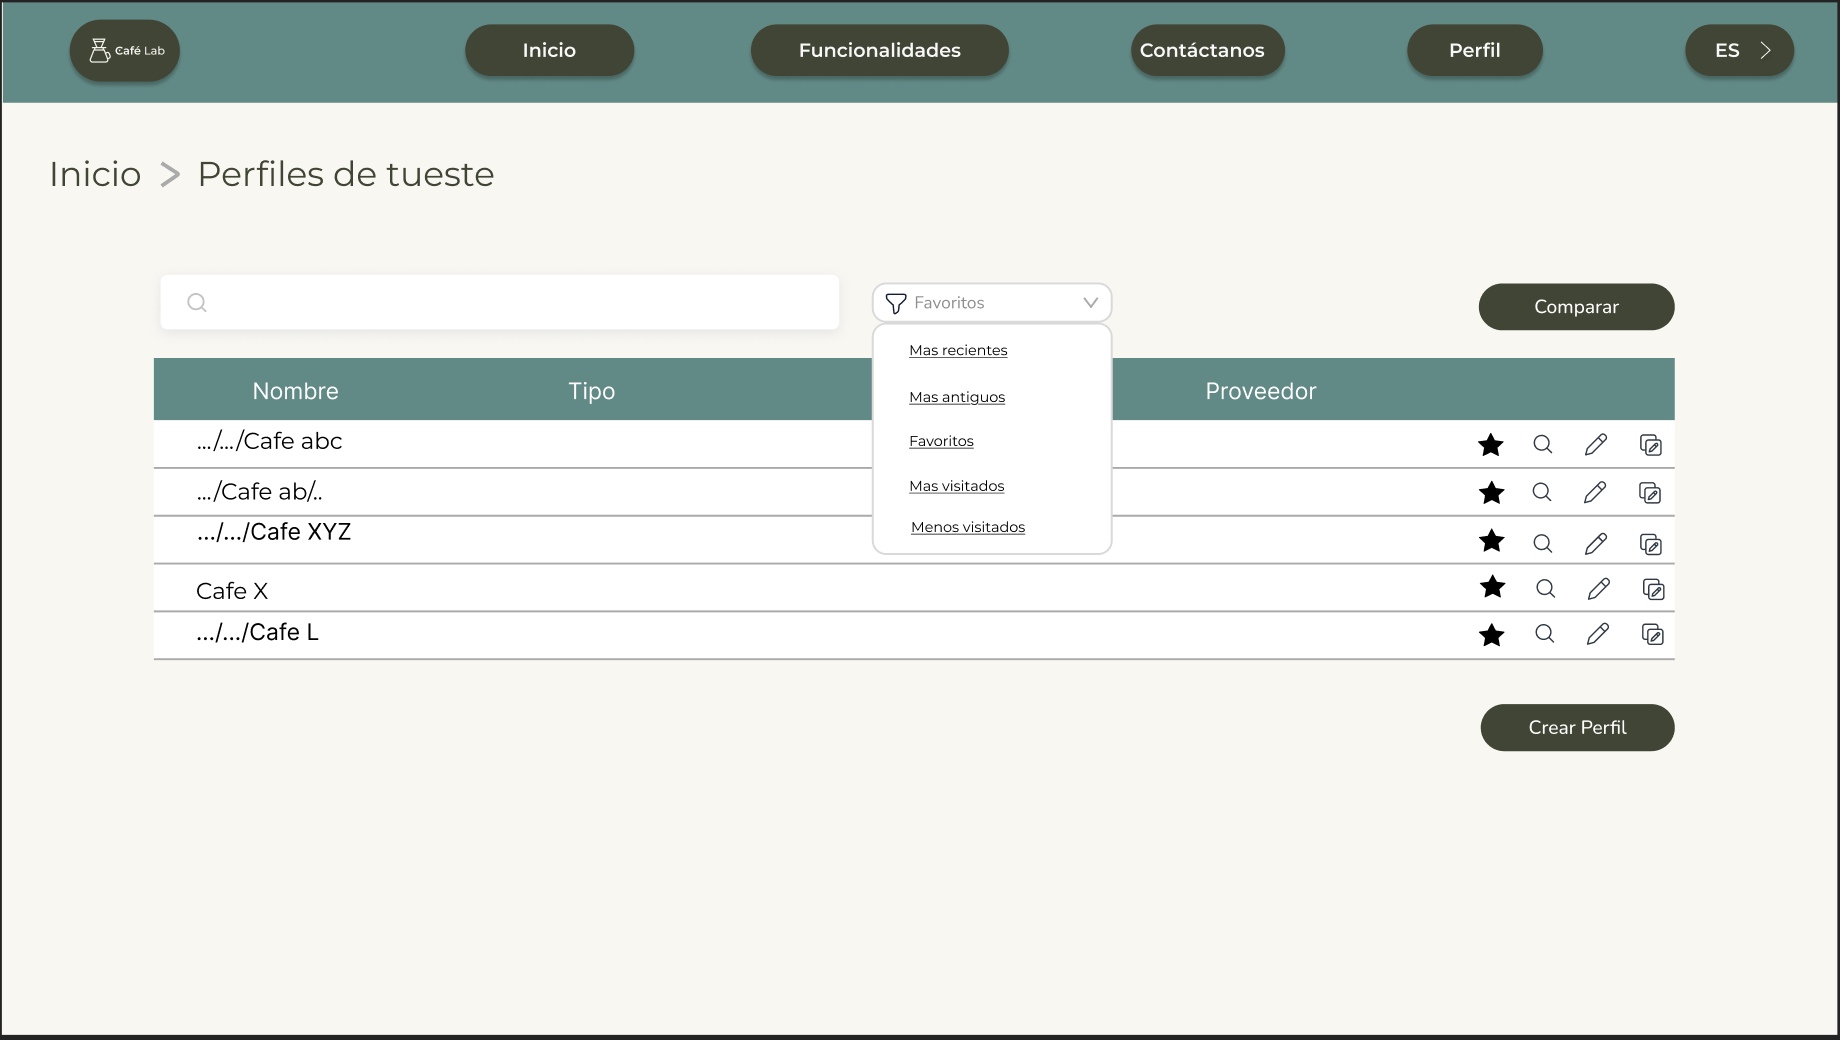 Café Lab
Inicio
Funcionalidades
Contáctanos
Perfil
ES
Inicio > Perfiles de tueste
Favoritos
Comparar
Mas recientes
Mas antiguos
Favoritos
Mas visitados
Menos visitados
Nombre
Tipo
Proveedor
.../.../Cafe abc
.../Cafe ab/..
.../.../Cafe XYZ
Cafe X
.../.../Cafe L
Crear Perfil